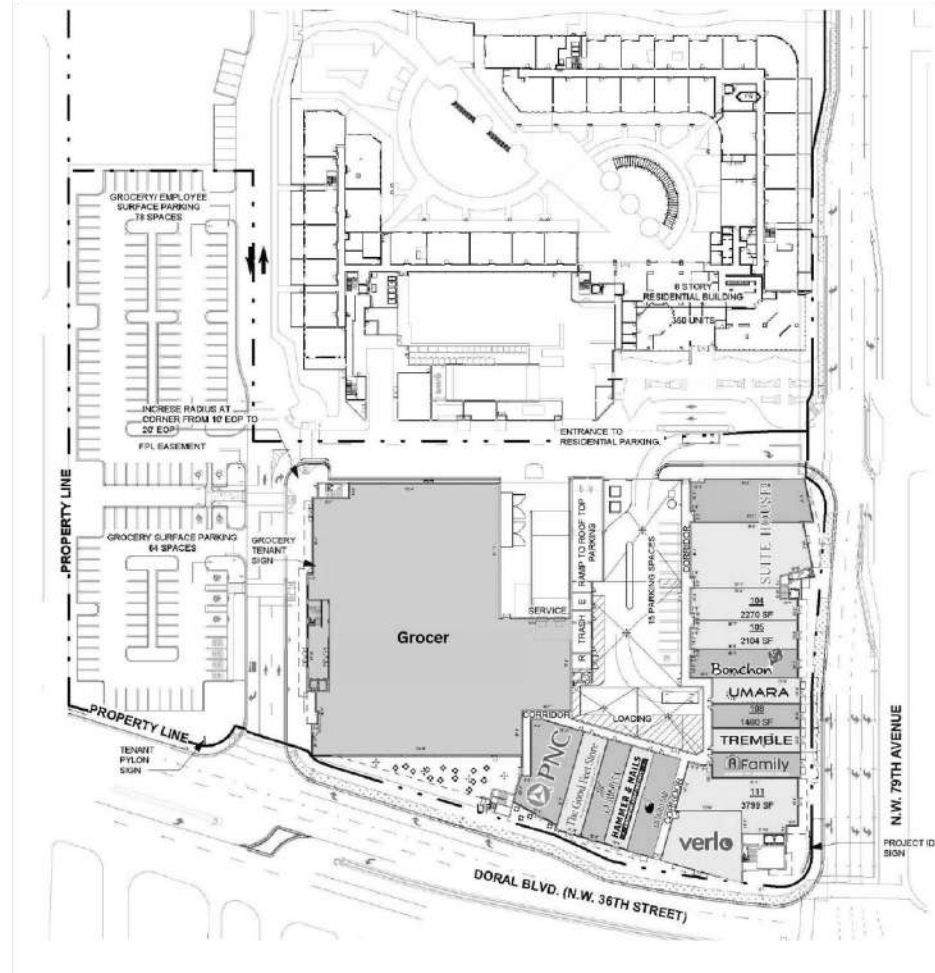 GROCERY/ EMPLOYEE
SURFACE PARKING
78 SPACES
8 STORY
RESIDENTIAL BUILDING
350 UNITS
INCRESE RADIUS AT
CORNER FROM 10' EOP TO
20' EOP
FPL EASEMENT
ENTRANCE TO
RESIDENTIAL PARKING
PROPERTY LINE
GROCERY SURFACE PARKING
64 SPACES
GROCERY
TENANT
SIGN
Grocer
SERVICE
TRASH
RAMP TO ROOF TOP
PARKING
15 PARKING SPACES
CORRIDOR
SUITE HOUSE
104
2270 SF
105
2104 SF
Bonchon
UMARA
108
1480 SF
TREMBLE
Family
111
3799 SF
LOADING
CORRIDOR
PNC
The Good Feet Store
HAMMER & NAILS
CORRIDOR
verlo
PROPERTY LINE
TENANT
PYLON
SIGN
N.W. 79TH AVENUE
PROJECT ID
SIGN
DORAL BLVD. (N.W. 36TH STREET)